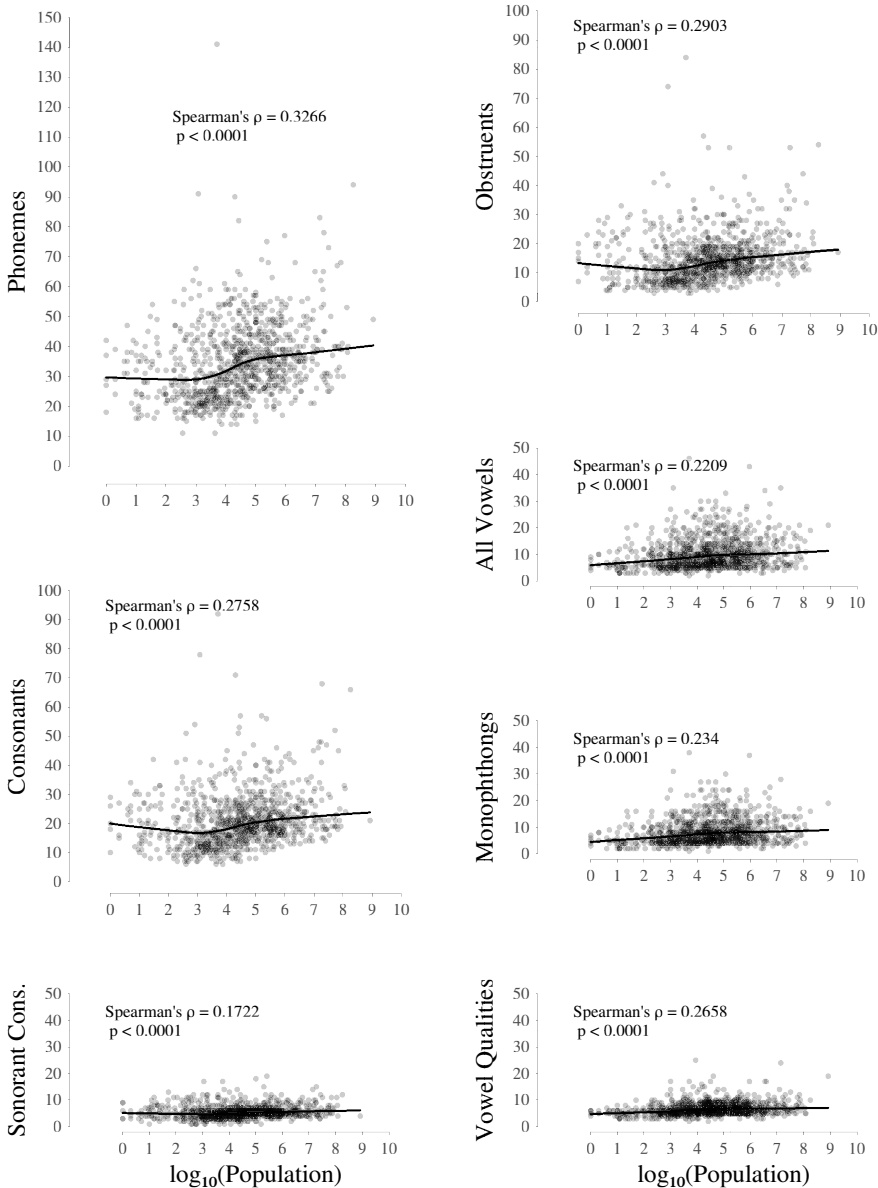 Phonemes
150
140
130
120
110
100
90
80
70
60
50
40
30
20
10
0
Spearman's ρ = 0.3266
p < 0.0001
0 1 2 3 4 5 6 7 8 9 10
Obstruents
100
90
80
70
60
50
40
30
20
10
0
Spearman's ρ = 0.2903
p < 0.0001
0 1 2 3 4 5 6 7 8 9 10
All Vowels
50
40
30
20
10
0
Spearman's ρ = 0.2209
p < 0.0001
0 1 2 3 4 5 6 7 8 9 10
Consonants
100
90
80
70
60
50
40
30
20
10
0
Spearman's ρ = 0.2758
p < 0.0001
0 1 2 3 4 5 6 7 8 9 10
Monophthongs
50
40
30
20
10
0
Spearman's ρ = 0.234
p < 0.0001
0 1 2 3 4 5 6 7 8 9 10
Sonorant Cons.
50
40
30
20
10
0
Spearman's ρ = 0.1722
p < 0.0001
0 1 2 3 4 5 6 7 8 9 10
log₁₀(Population)
Vowel Qualities
50
40
30
20
10
0
Spearman's ρ = 0.2658
p < 0.0001
0 1 2 3 4 5 6 7 8 9 10
log₁₀(Population)